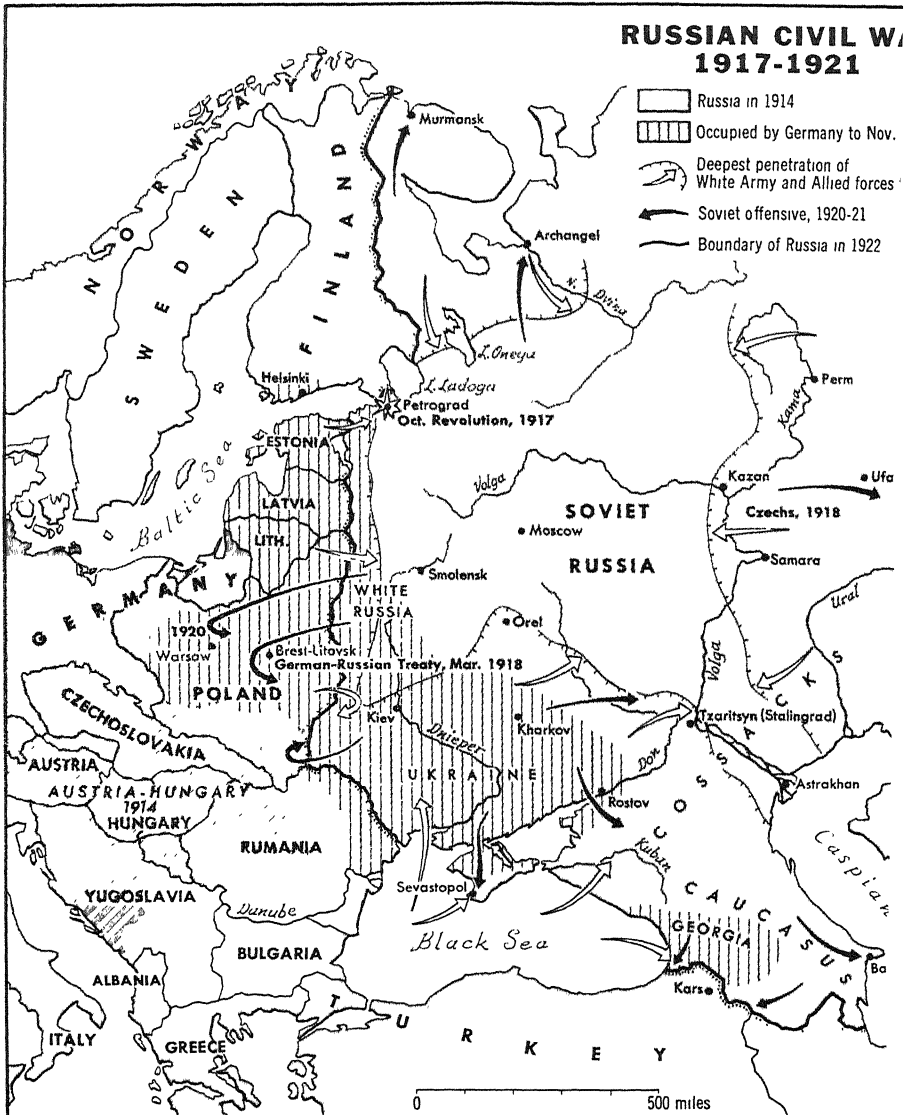 RUSSIAN CIVIL WA
1917-1921
Russia in 1914
Occupied by Germany to Nov.
Deepest penetration of
White Army and Allied forces
Soviet offensive, 1920-21
Boundary of Russia in 1922
NORWAY
SWEDEN
FINLAND
Murmansk
Archangel
N. Dvina
L. Onega
L. Ladoga
Helsinki
Petrograd
Oct. Revolution, 1917
Perm
Kama
ESTONIA
Baltic Sea
LATVIA
LITH.
Volga
Kazan
Ufa
Czechs, 1918
SOVIET
RUSSIA
Moscow
Samara
Smolensk
WHITE
RUSSIA
Ural
GERMANY
1920
Warsaw
Orel
Brest-Litovsk
German-Russian Treaty, Mar. 1918
POLAND
Volga
Kiev
Kharkov
Tzaritsyn (Stalingrad)
CZECHOSLOVAKIA
Dnieper
Don
COSSACKS
AUSTRIA
UKRAINE
Astrakhan
AUSTRIA-HUNGARY
1914
HUNGARY
Rostov
RUMANIA
Kuban
Caspian
Sevastopol
YUGOSLAVIA
Danube
CAUCASUS
GEORGIA
Black Sea
BULGARIA
ALBANIA
Ba
Kars
ITALY
GREECE
TURKEY
0
500 miles